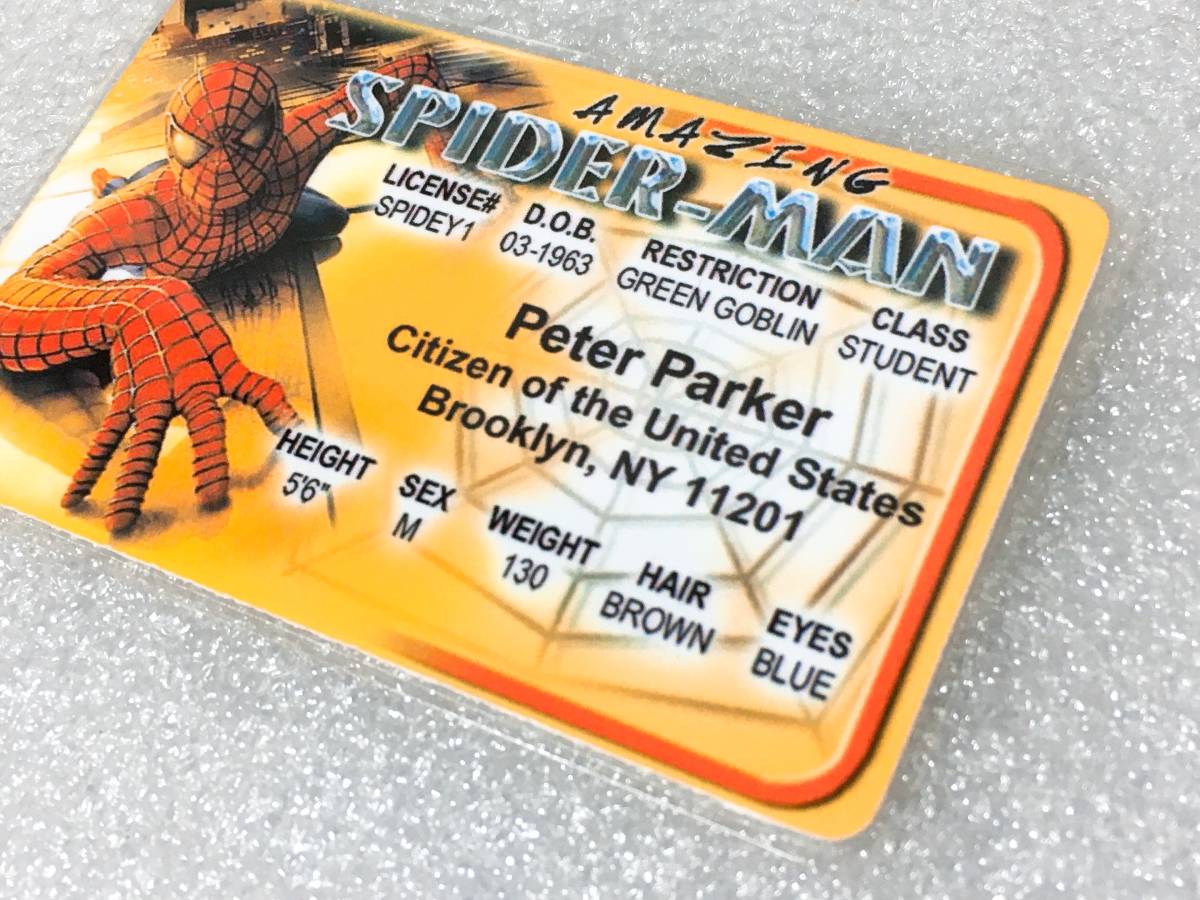 AMAZING
SPIDER-MAN
LICENSE# D.O.B. RESTRICTION CLASS
SPIDEY1 03-1963 GREEN GOBLIN STUDENT
Peter Parker
Citizen of the United States
Brooklyn, NY 11201
HEIGHT SEX WEIGHT HAIR EYES
5'6" M 130 BROWN BLUE